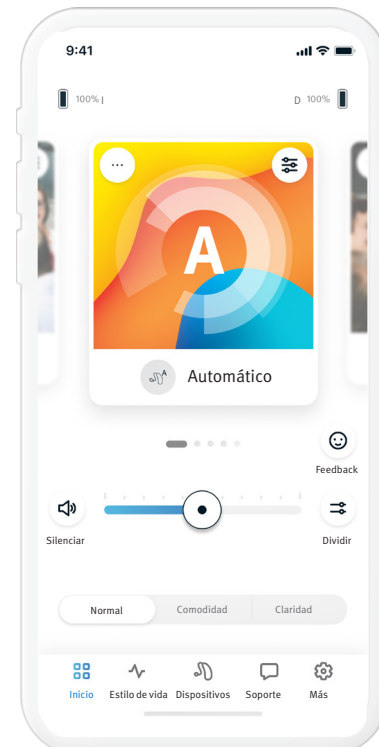 9:41
100% I
D 100%
...
A
A
Automático
Feedback
Silenciar
Dividir
Normal Comodidad Claridad
Inicio Estilo de vida Dispositivos Soporte Más